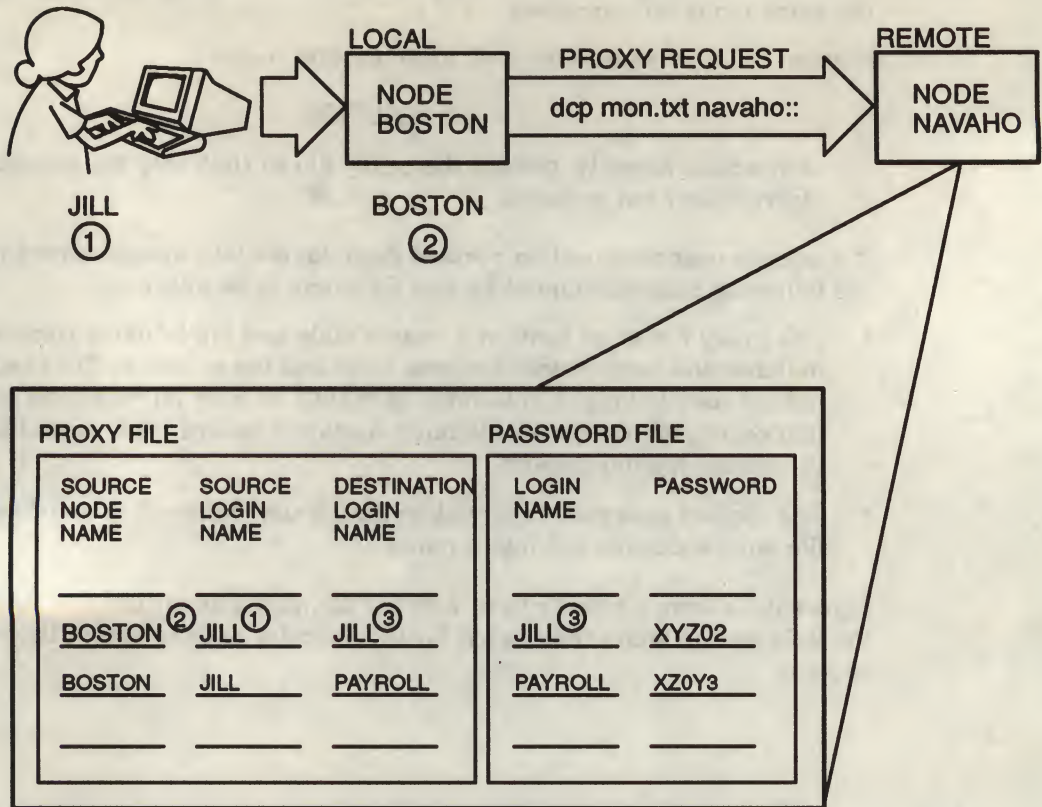 LOCAL
PROXY REQUEST
REMOTE
NODE
BOSTON
dcp mon.txt navaho::
NODE
NAVAHO
JILL
①
BOSTON
②
PROXY FILE
PASSWORD FILE
SOURCE
NODE
NAME
SOURCE
LOGIN
NAME
DESTINATION
LOGIN
NAME
LOGIN
NAME
PASSWORD
BOSTON ② JILL ① JILL ③ JILL ③ XYZ02
BOSTON JILL PAYROLL PAYROLL XZ0Y3